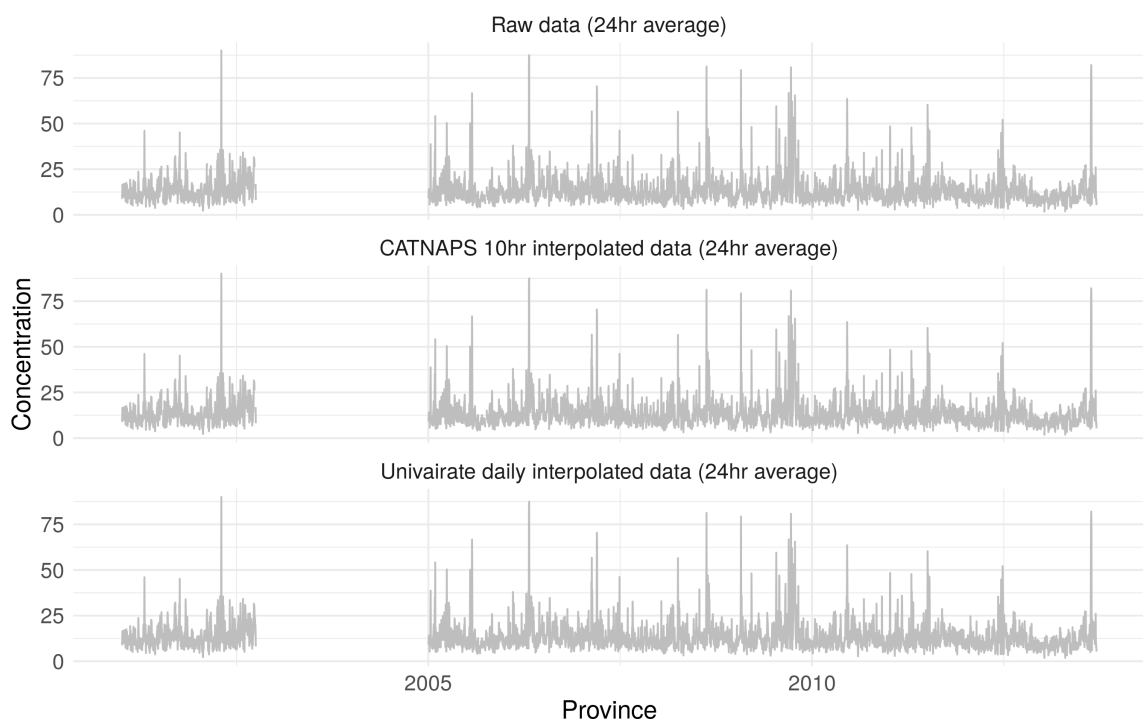 Raw data (24hr average)
75
50
25
0
CATNAPS 10hr interpolated data (24hr average)
Concentration
75
50
25
0
Univairate daily interpolated data (24hr average)
75
50
25
0
2005 2010
Province